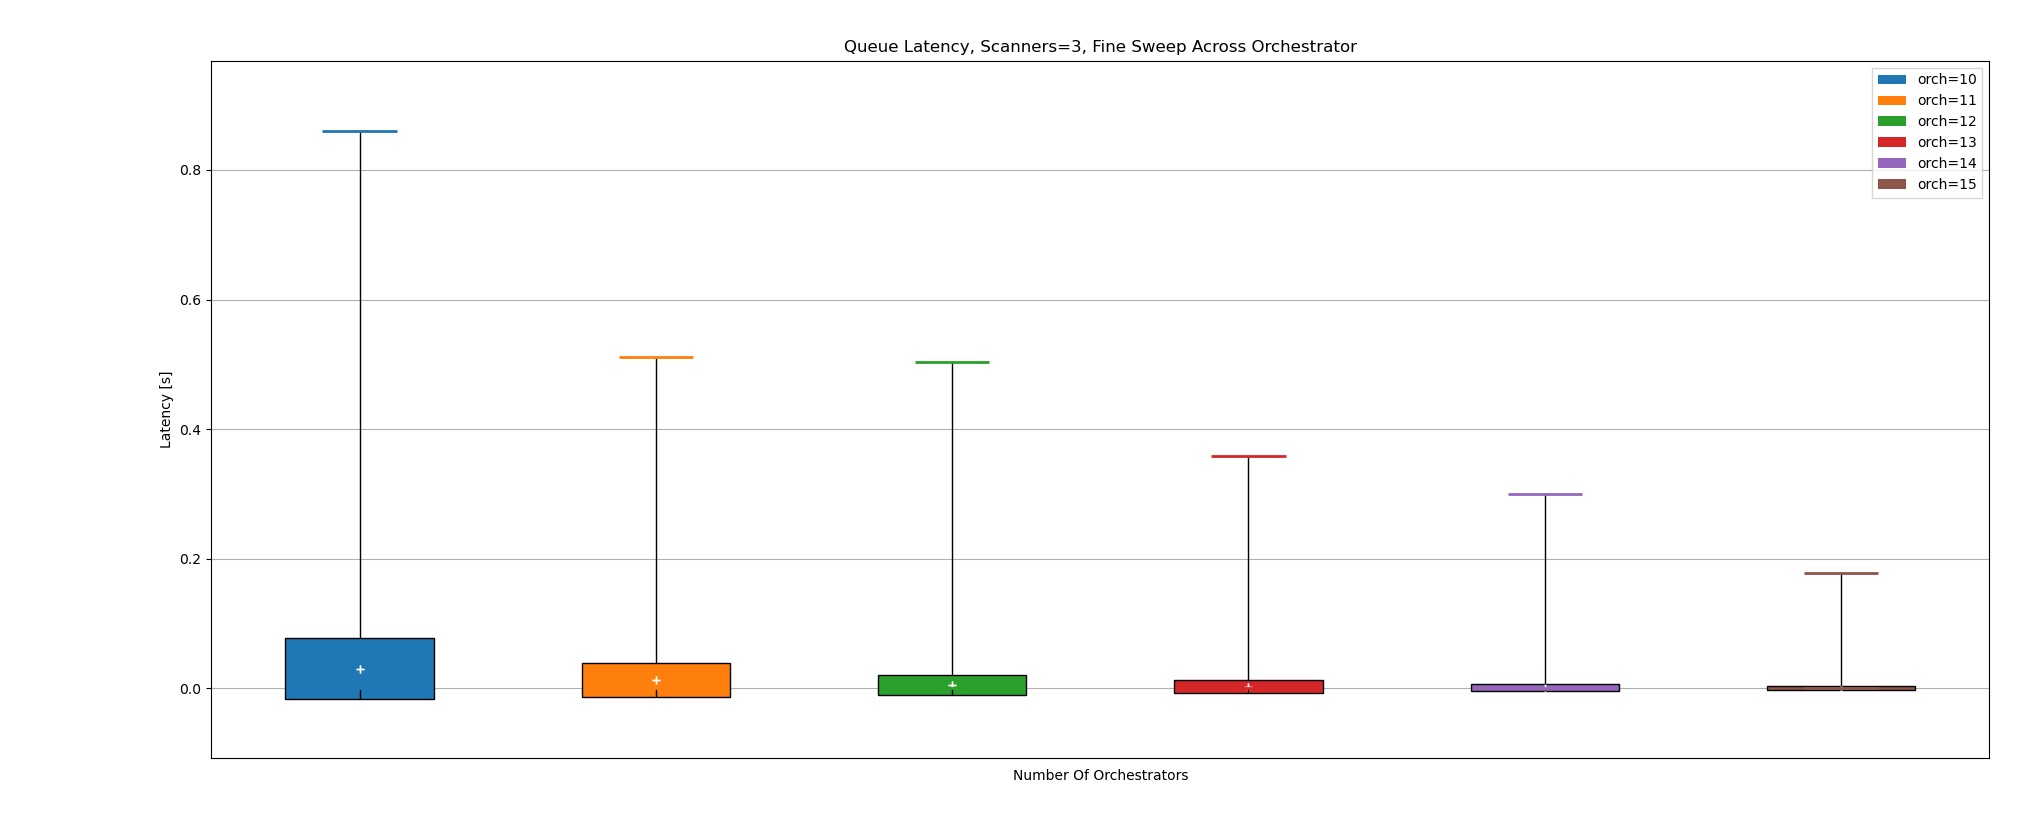 Queue Latency, Scanners=3, Fine Sweep Across Orchestrator
orch=10
orch=11
orch=12
orch=13
orch=14
orch=15
0.8
0.6
0.4
0.2
0.0
Latency [s]
Number Of Orchestrators